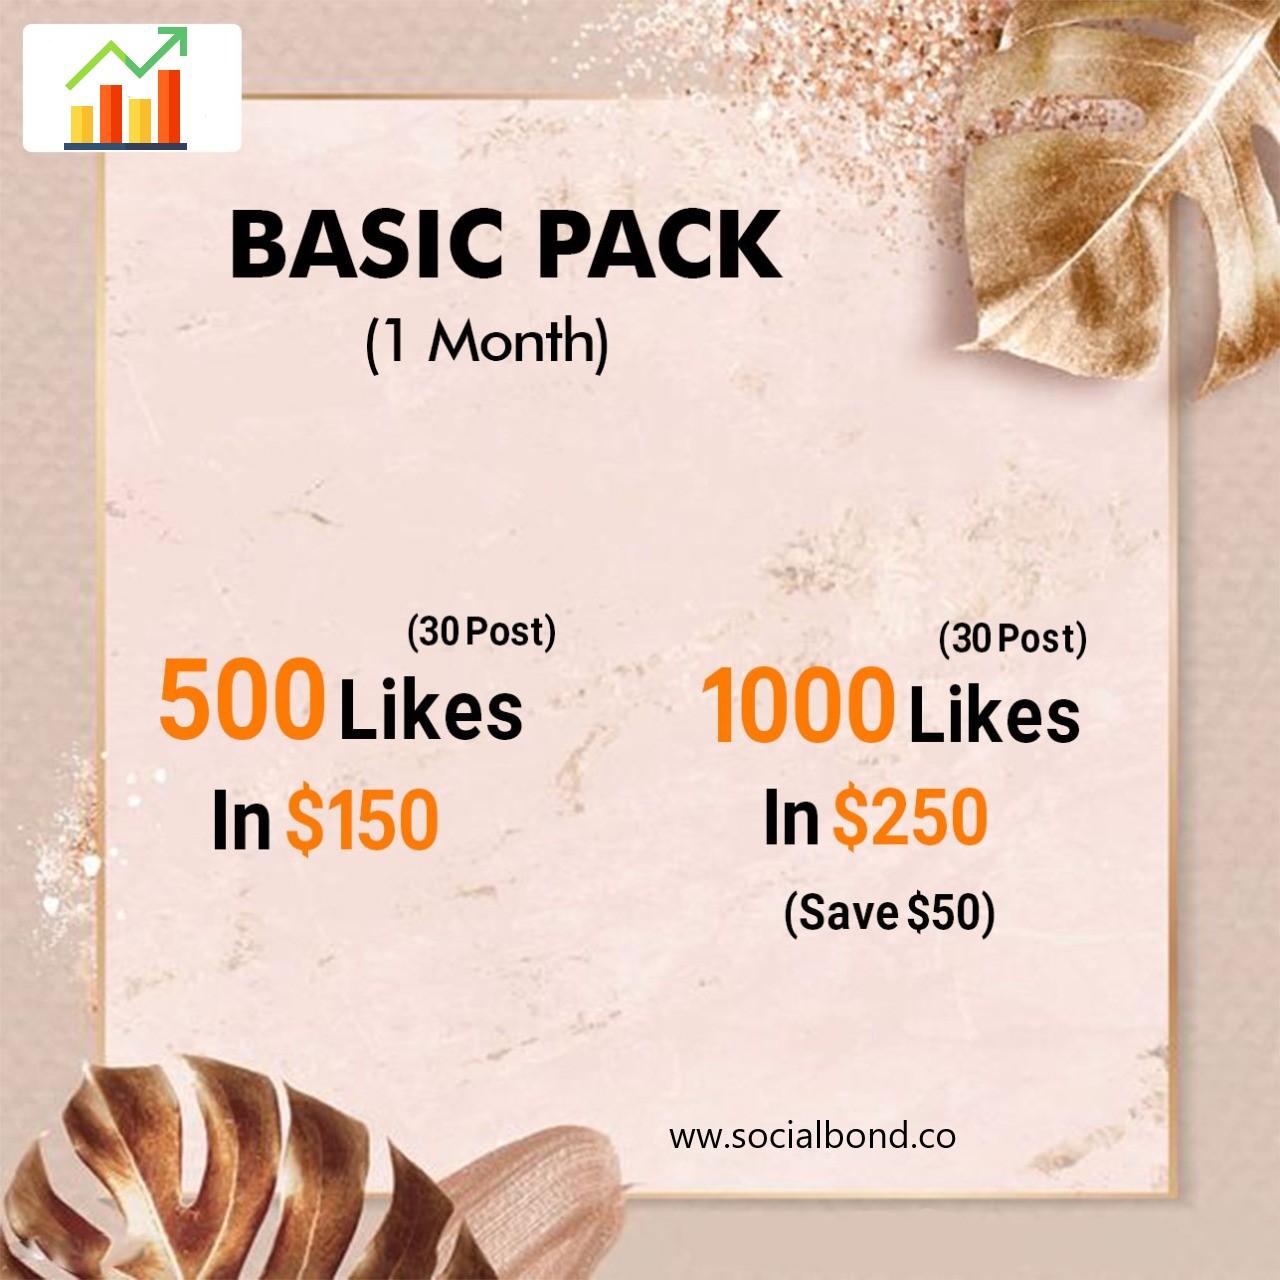 BASIC PACK
(1 Month)
(30 Post)
500 Likes
In $150
(30 Post)
1000 Likes
In $250
(Save $50)
ww.socialbond.co